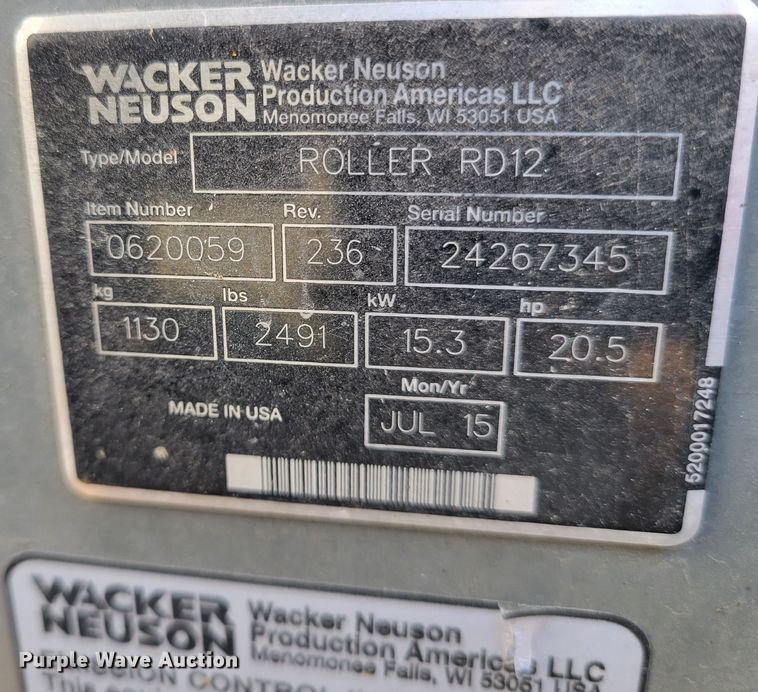 WACKER NEUSON
Wacker Neuson
Production Americas LLC
Menomonee Falls, WI 53051 USA
Type/Model ROLLER RD12
Item Number Rev. Serial Number
0620059 236 24267345
kg lbs kW hp
1130 2491 15.3 20.5
Mon/Yr
MADE IN USA JUL 15
5200017248
WACKER NEUSON
Wacker Neuson
Production Americas LLC
Menomonee Falls, WI 53051 USA
Purple Wave Auction